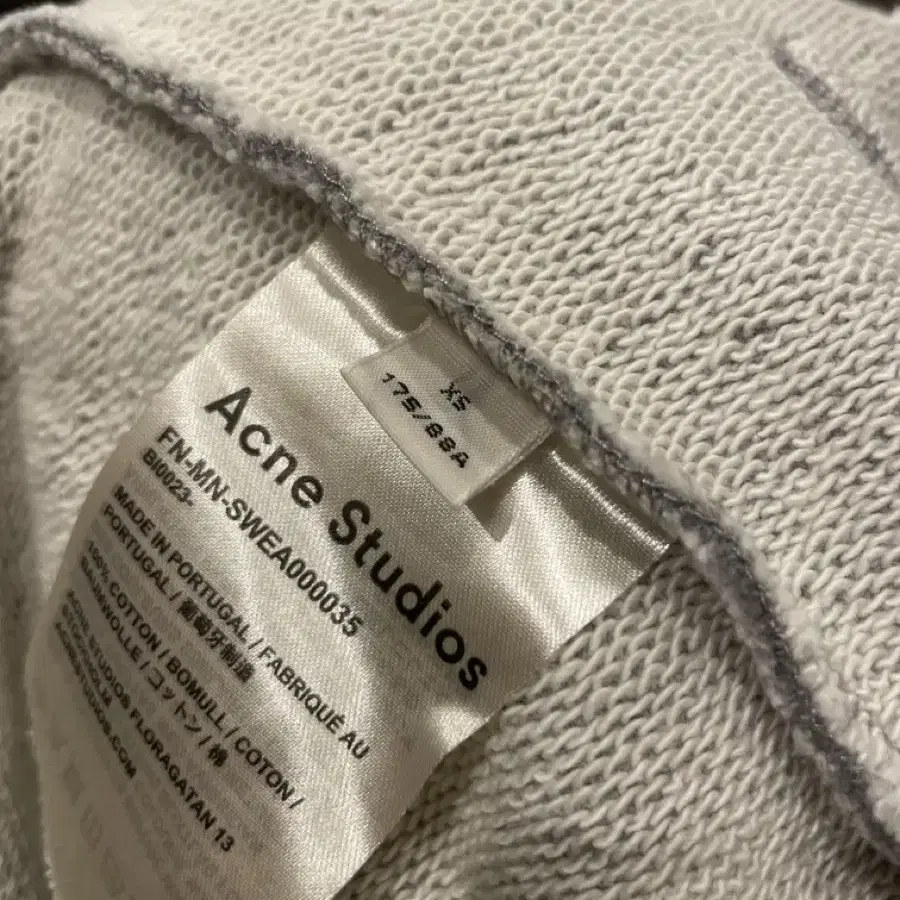 XS
175/88A
Acne Studios
FN-MN-SWEA000035
BI0023-
MADE IN PORTUGAL / FABRIQUÉ AU
PORTUGAL / 葡萄牙制造
100% COTTON / BOMULL / COTON /
BAUMWOLLE / コットン / 棉
ACNE STUDIOS FLORAGATAN 13
STOCKHOLM
ACNESTUDIOS.COM